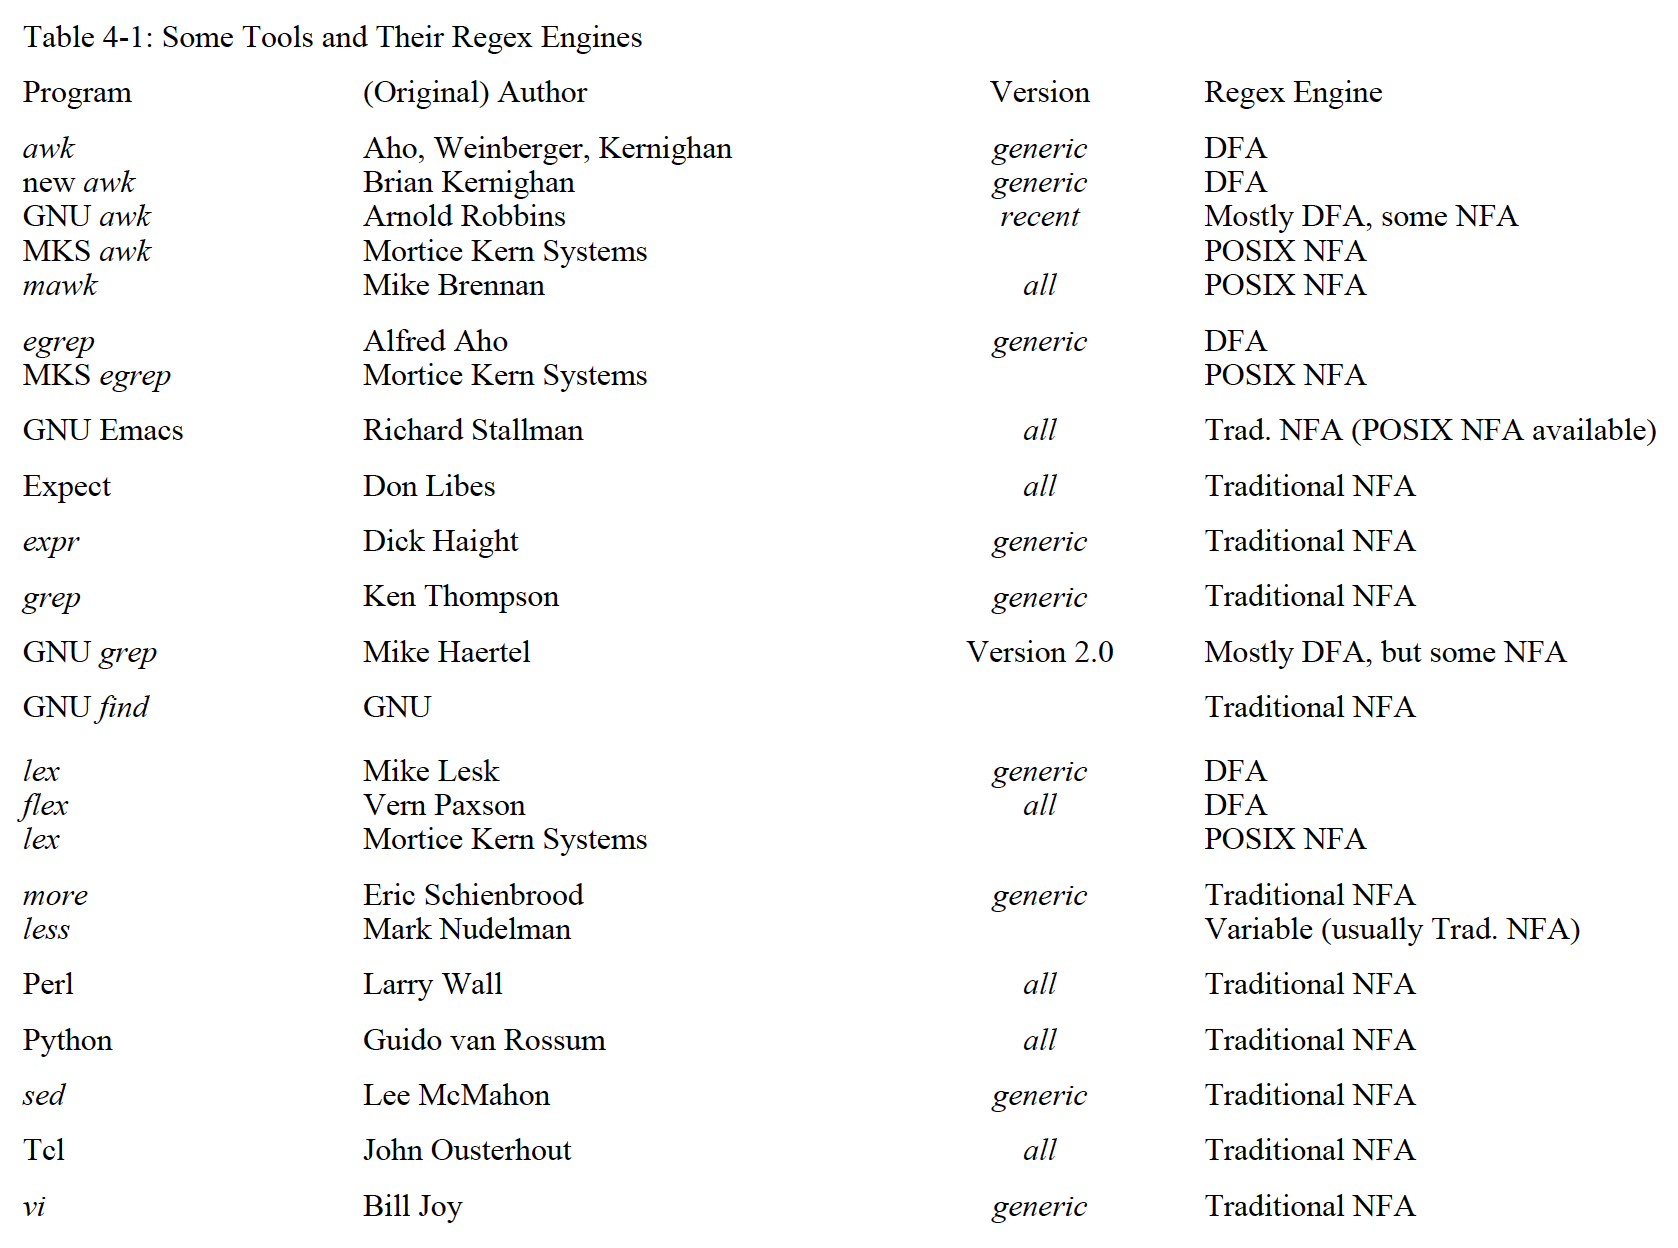 Table 4-1: Some Tools and Their Regex Engines
Program (Original) Author Version Regex Engine
awk Aho, Weinberger, Kernighan generic DFA
new awk Brian Kernighan generic DFA
GNU awk Arnold Robbins recent Mostly DFA, some NFA
MKS awk Mortice Kern Systems POSIX NFA
mawk Mike Brennan all POSIX NFA
egrep Alfred Aho generic DFA
MKS egrep Mortice Kern Systems POSIX NFA
GNU Emacs Richard Stallman all Trad. NFA (POSIX NFA available)
Expect Don Libes all Traditional NFA
expr Dick Haight generic Traditional NFA
grep Ken Thompson generic Traditional NFA
GNU grep Mike Haertel Version 2.0 Mostly DFA, but some NFA
GNU find GNU Traditional NFA
lex Mike Lesk generic DFA
flex Vern Paxson all DFA
lex Mortice Kern Systems POSIX NFA
more Eric Schienbrood generic Traditional NFA
less Mark Nudelman Variable (usually Trad. NFA)
Perl Larry Wall all Traditional NFA
Python Guido van Rossum all Traditional NFA
sed Lee McMahon generic Traditional NFA
Tcl John Ousterhout all Traditional NFA
vi Bill Joy generic Traditional NFA